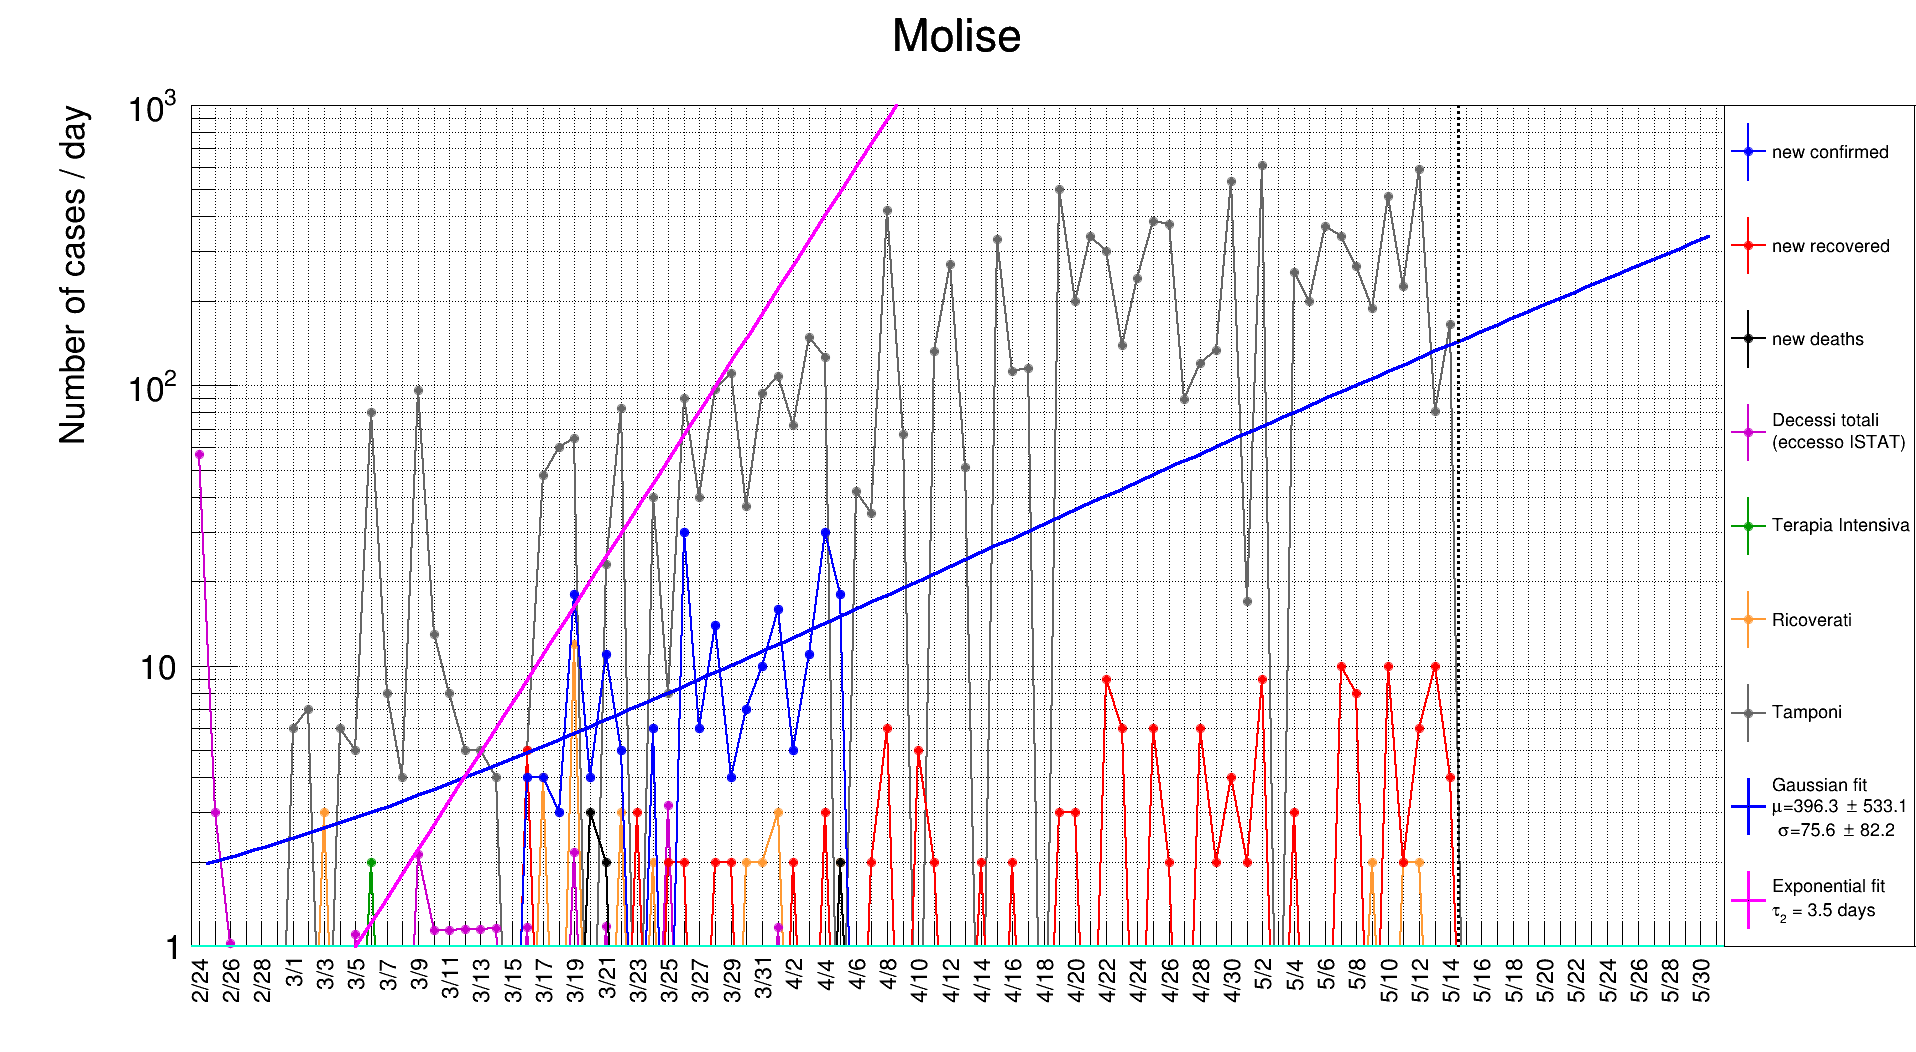 Molise
Number of cases / day
10³
10²
10
1
2/24 2/26 2/28 3/1 3/3 3/5 3/7 3/9 3/11 3/13 3/15 3/17 3/19 3/21 3/23 3/25 3/27 3/29 3/31 4/2 4/4 4/6 4/8 4/10 4/12 4/14 4/16 4/18 4/20 4/22 4/24 4/26 4/28 4/30 5/2 5/4 5/6 5/8 5/10 5/12 5/14 5/16 5/18 5/20 5/22 5/24 5/26 5/28 5/30
new confirmed
new recovered
new deaths
Decessi totali
(eccesso ISTAT)
Terapia Intensiva
Ricoverati
Tamponi
Gaussian fit
μ=396.3 ± 533.1
σ=75.6 ± 82.2
Exponential fit
τ₂ = 3.5 days